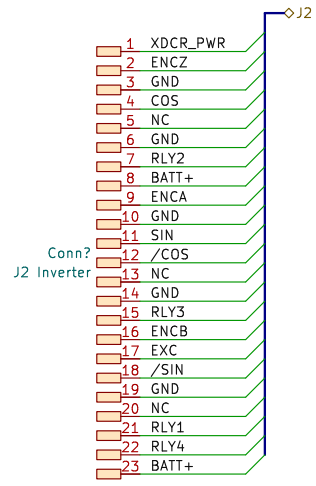 J2
1 XDCR_PWR
2 ENCZ
3 GND
4 COS
5 NC
6 GND
7 RLY2
8 BATT+
9 ENCA
10 GND
11 SIN
Conn?
12 /COS
J2 Inverter
13 NC
14 GND
15 RLY3
16 ENCB
17 EXC
18 /SIN
19 GND
20 NC
21 RLY1
22 RLY4
23 BATT+